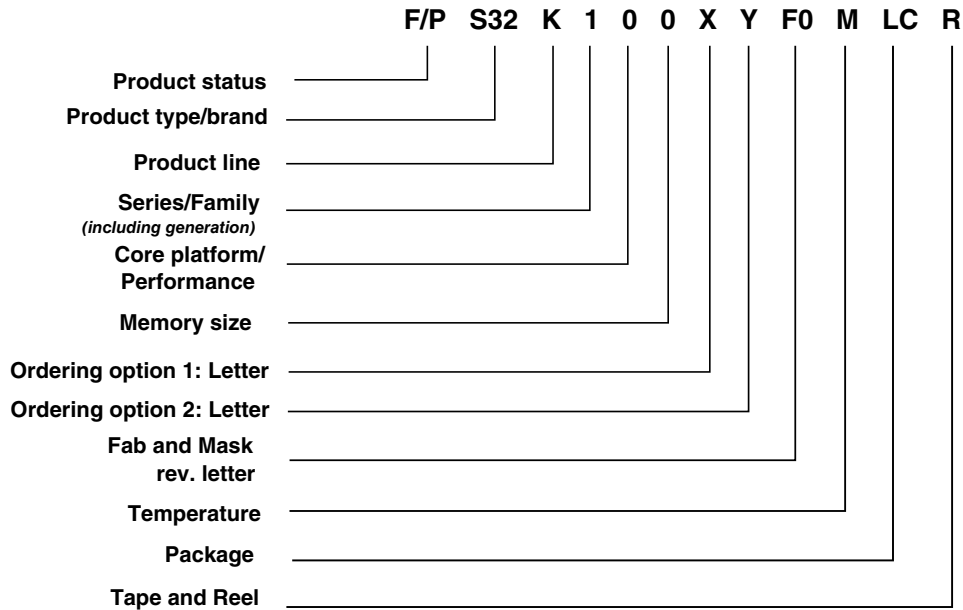 F/P S32 K 1 0 0 X Y F0 M LC R
Product status
Product type/brand
Product line
Series/Family
(including generation)
Core platform/
Performance
Memory size
Ordering option 1: Letter
Ordering option 2: Letter
Fab and Mask
rev. letter
Temperature
Package
Tape and Reel